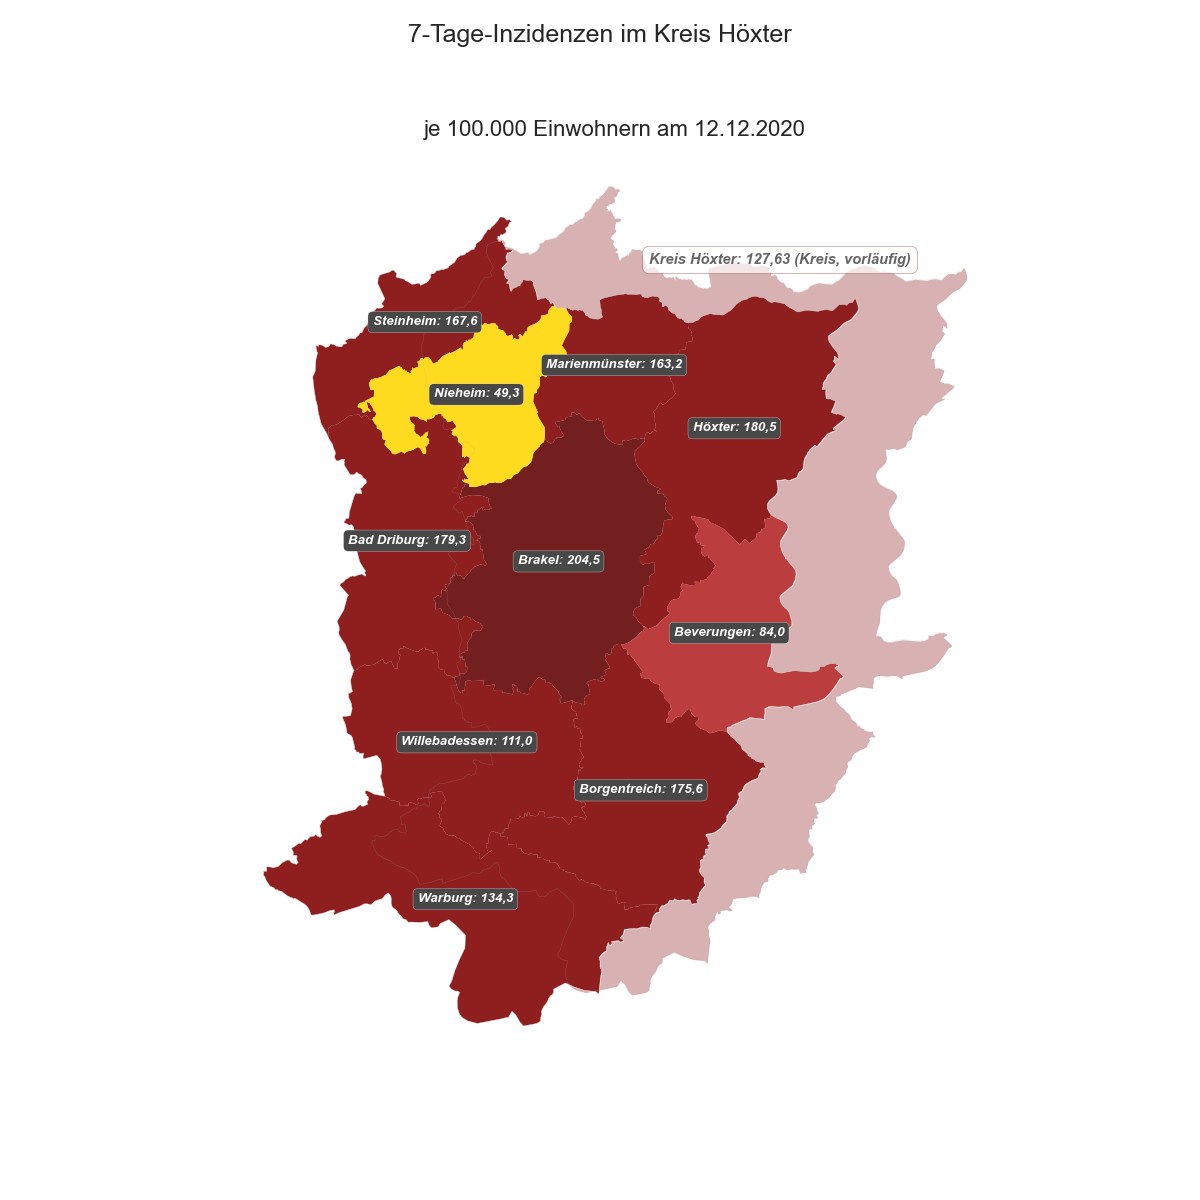 7-Tage-Inzidenzen im Kreis Höxter
je 100.000 Einwohnern am 12.12.2020
Kreis Höxter: 127,63 (Kreis, vorläufig)
Steinheim: 167,6
Marienmünster: 163,2
Nieheim: 49,3
Höxter: 180,5
Bad Driburg: 179,3
Brakel: 204,5
Beverungen: 84,0
Willebadessen: 111,0
Borgentreich: 175,6
Warburg: 134,3